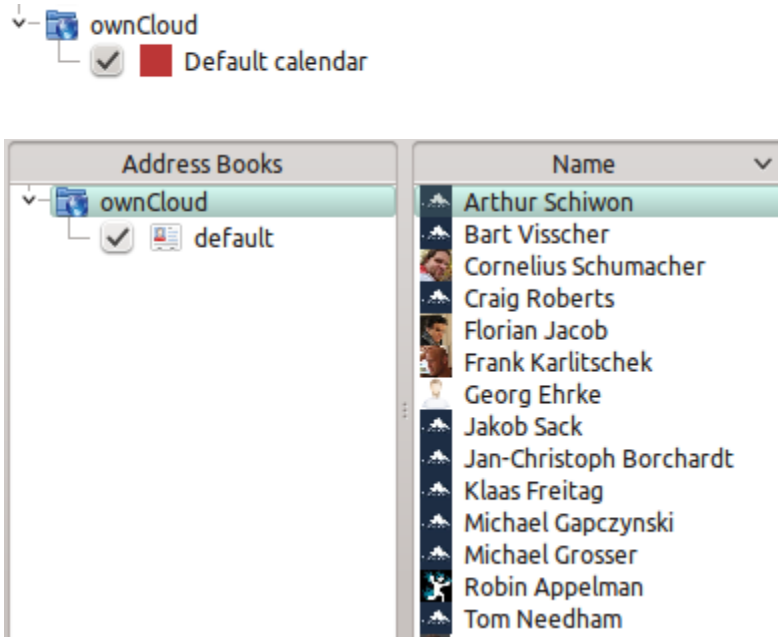 ownCloud
Default calendar
Address Books
Name
ownCloud
default
Arthur Schiwon
Bart Visscher
Cornelius Schumacher
Craig Roberts
Florian Jacob
Frank Karlitschek
Georg Ehrke
Jakob Sack
Jan-Christoph Borchardt
Klaas Freitag
Michael Gapczynski
Michael Grosser
Robin Appelman
Tom Needham